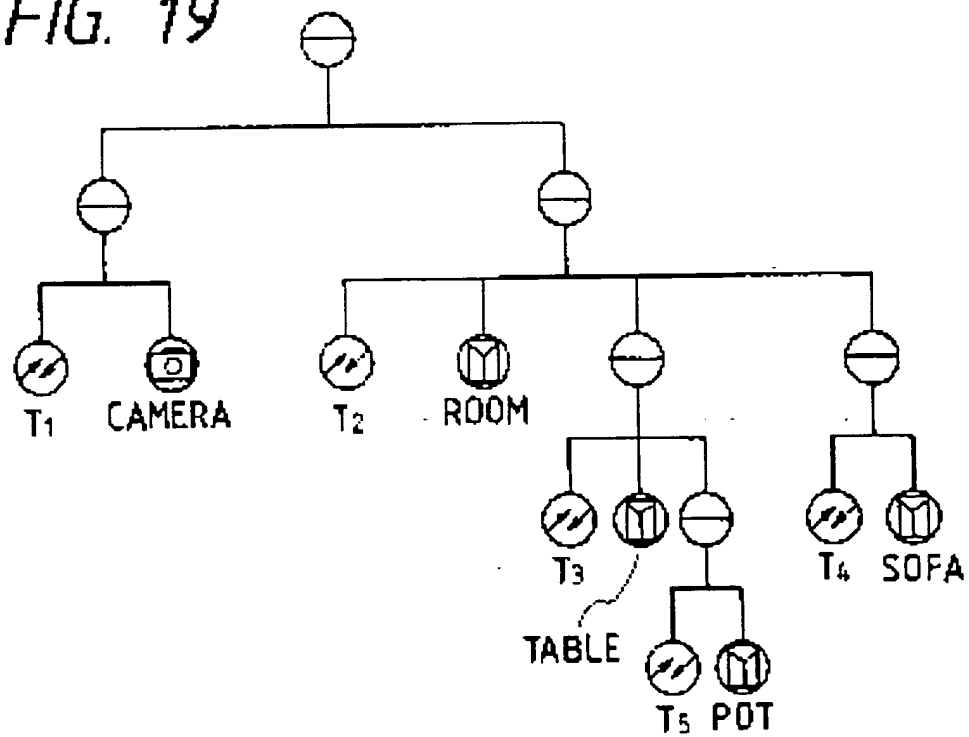 FIG. 19
T1 CAMERA
T2 ROOM
T3
T4 SOFA
TABLE
T5 POT